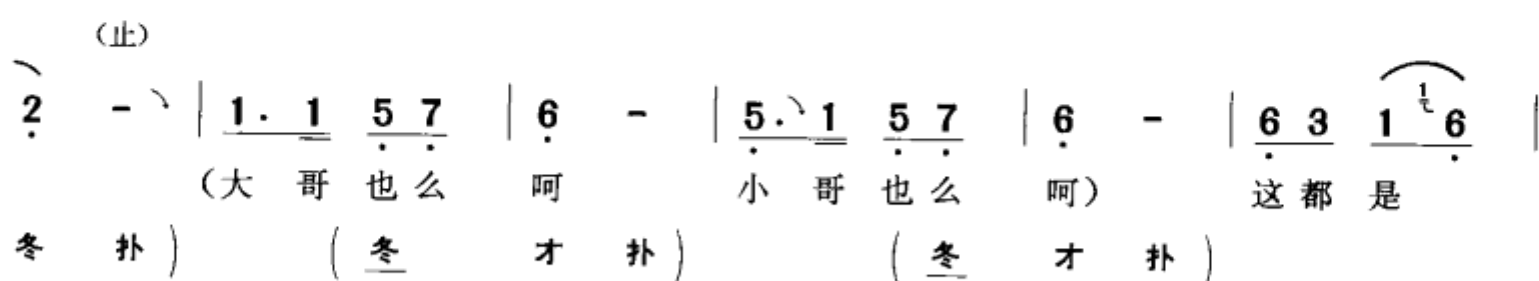 （止）
2 - | 1. 1 5 7 | 6 - | 5. 1 5 7 | 6 - | 6 3 1 1 6 |
（大 哥 也 么 呵 小 哥 也 么 呵） 这 都 是
冬 扑 ) ( 冬 才 扑 ) ( 冬 才 扑 )